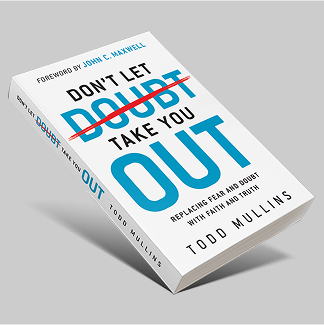 FOREWORD BY JOHN C. MAXWELL
DON'T LET
DOUBT
TAKE YOU
OUT
REPLACING FEAR AND DOUBT
WITH FAITH AND TRUTH
TODD MULLINS
DON'T LET DOUBT TAKE YOU OUT TODD MULLINS